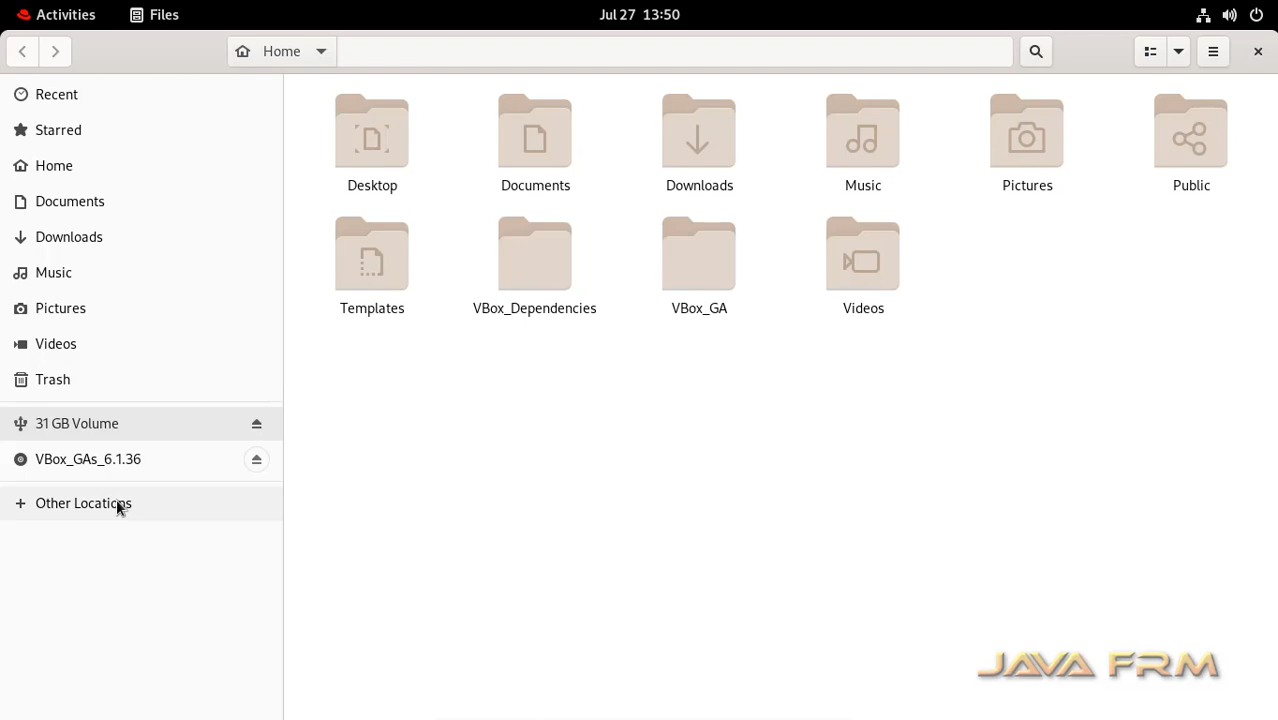 Activities
Files
Jul 27 13:50
Home
Recent
Starred
Home
Documents
Downloads
Music
Pictures
Videos
Trash
31 GB Volume
VBox_GAs_6.1.36
Other Locations
Desktop
Documents
Downloads
Music
Pictures
Public
Templates
VBox_Dependencies
VBox_GA
Videos
JAVA FRM